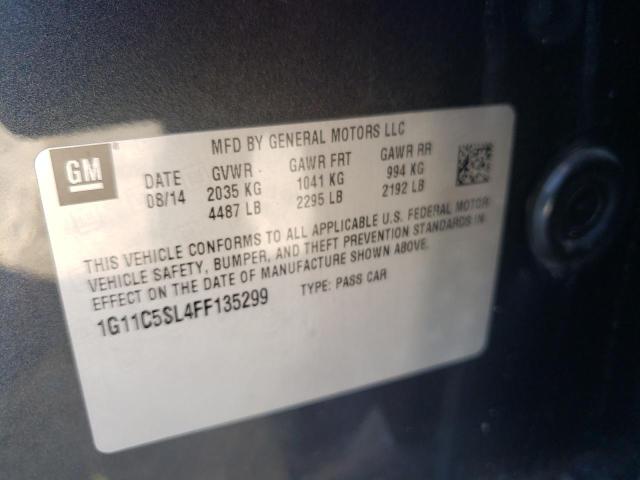 MFD BY GENERAL MOTORS LLC
GM
DATE GVWR GAWR FRT GAWR RR
08/14 2035 KG 1041 KG 994 KG
4487 LB 2295 LB 2192 LB
THIS VEHICLE CONFORMS TO ALL APPLICABLE U.S. FEDERAL MOTOR
VEHICLE SAFETY, BUMPER, AND THEFT PREVENTION STANDARDS IN
EFFECT ON THE DATE OF MANUFACTURE SHOWN ABOVE.
1G11C5SL4FF135299 TYPE: PASS CAR